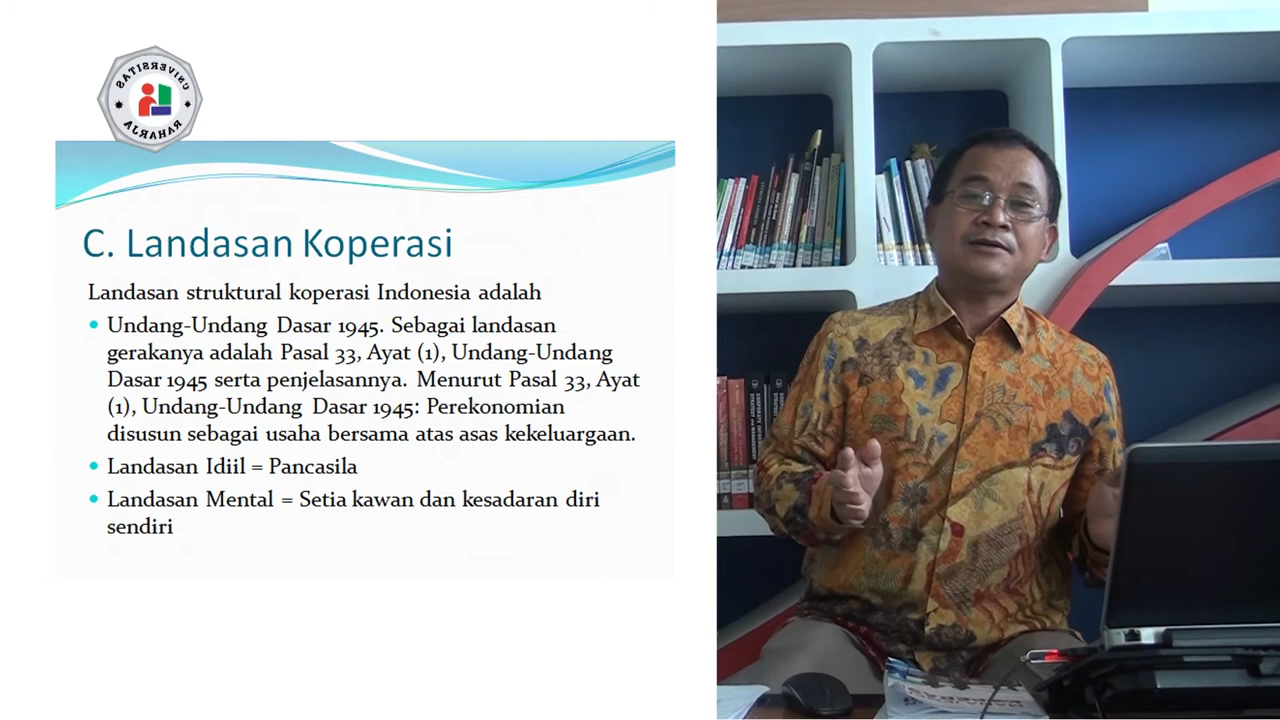 UNIVERSITAS
RAHARJA
C. Landasan Koperasi
Landasan struktural koperasi Indonesia adalah
• Undang-Undang Dasar 1945. Sebagai landasan
gerakanya adalah Pasal 33, Ayat (1), Undang-Undang
Dasar 1945 serta penjelasannya. Menurut Pasal 33, Ayat
(1), Undang-Undang Dasar 1945: Perekonomian
disusun sebagai usaha bersama atas asas kekeluargaan.
• Landasan Idiil = Pancasila
• Landasan Mental = Setia kawan dan kesadaran diri
sendiri